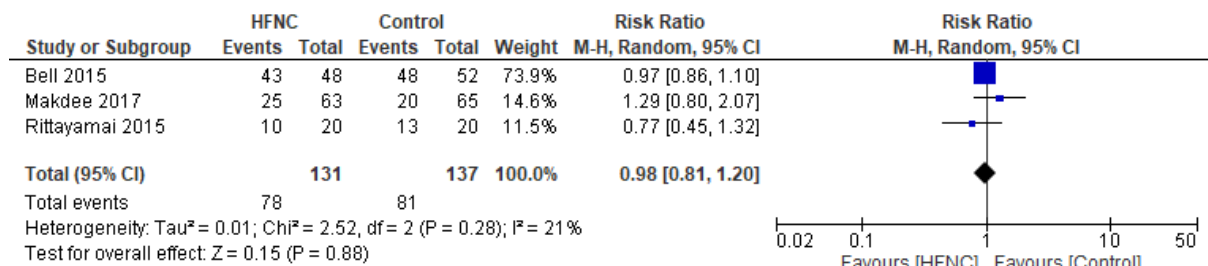 HFNC Control Risk Ratio Risk Ratio
Study or Subgroup Events Total Events Total Weight M-H, Random, 95% CI M-H, Random, 95% CI
Bell 2015 43 48 48 52 73.9% 0.97 [0.86, 1.10]
Makdee 2017 25 63 20 65 14.6% 1.29 [0.80, 2.07]
Rittayamai 2015 10 20 13 20 11.5% 0.77 [0.45, 1.32]
Total (95% CI) 131 137 100.0% 0.98 [0.81, 1.20]
Total events 78 81
Heterogeneity: Tau² = 0.01; Chi² = 2.52, df = 2 (P = 0.28); I² = 21%
Test for overall effect: Z = 0.15 (P = 0.88)
0.02 0.1 1 10 50
Favours [HFNC] Favours [Control]